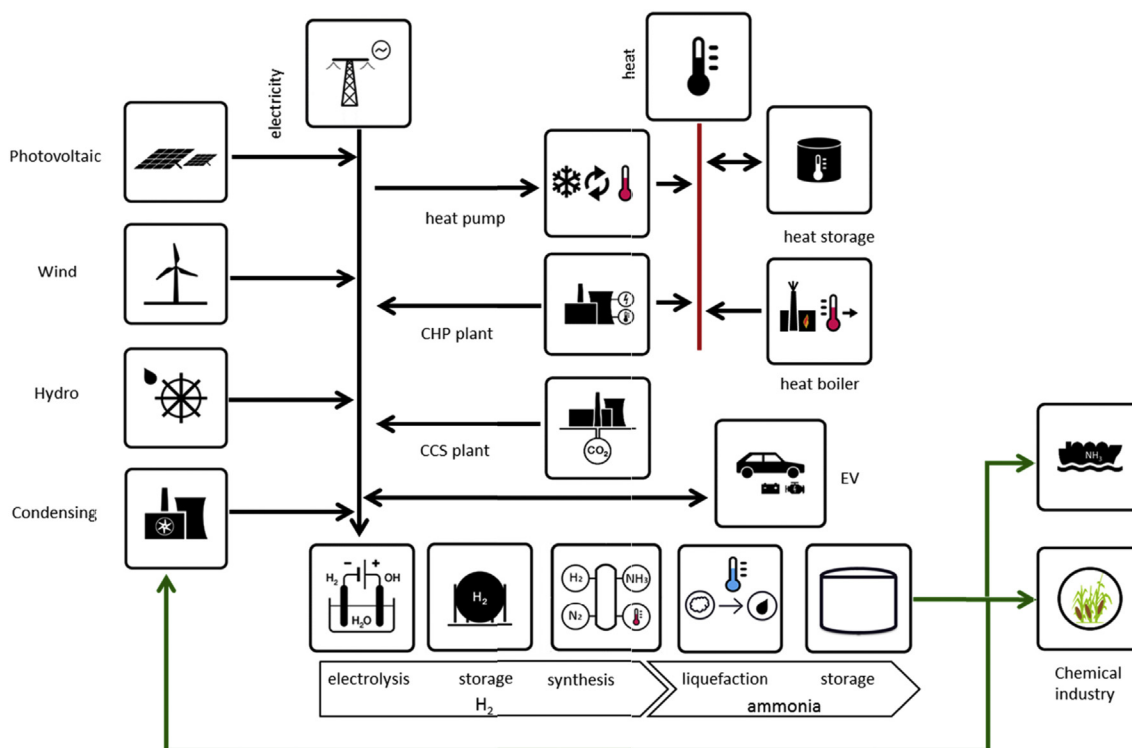 electricity
~
heat
Photovoltaic
heat pump
heat storage
Wind
CHP plant
heat boiler
Hydro
CO₂
CCS plant
EV
NH₃
Condensing
− +
H₂ OH
H₂O
H₂
H₂ NH₃
N₂
electrolysis storage synthesis liquefaction storage
H₂ ammonia
Chemical
industry